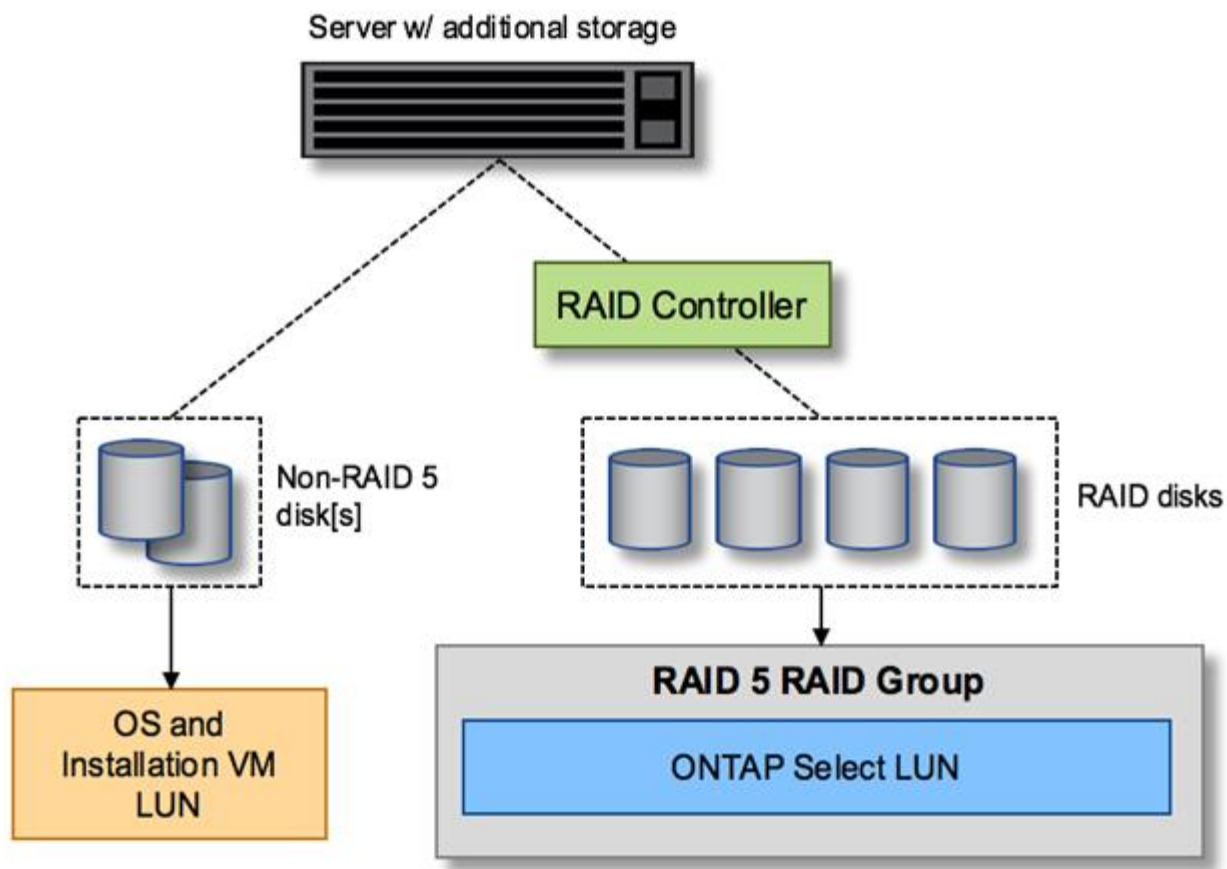 Server w/ additional storage
RAID Controller
Non-RAID 5
disk[s]
RAID disks
OS and
Installation VM
LUN
RAID 5 RAID Group
ONTAP Select LUN